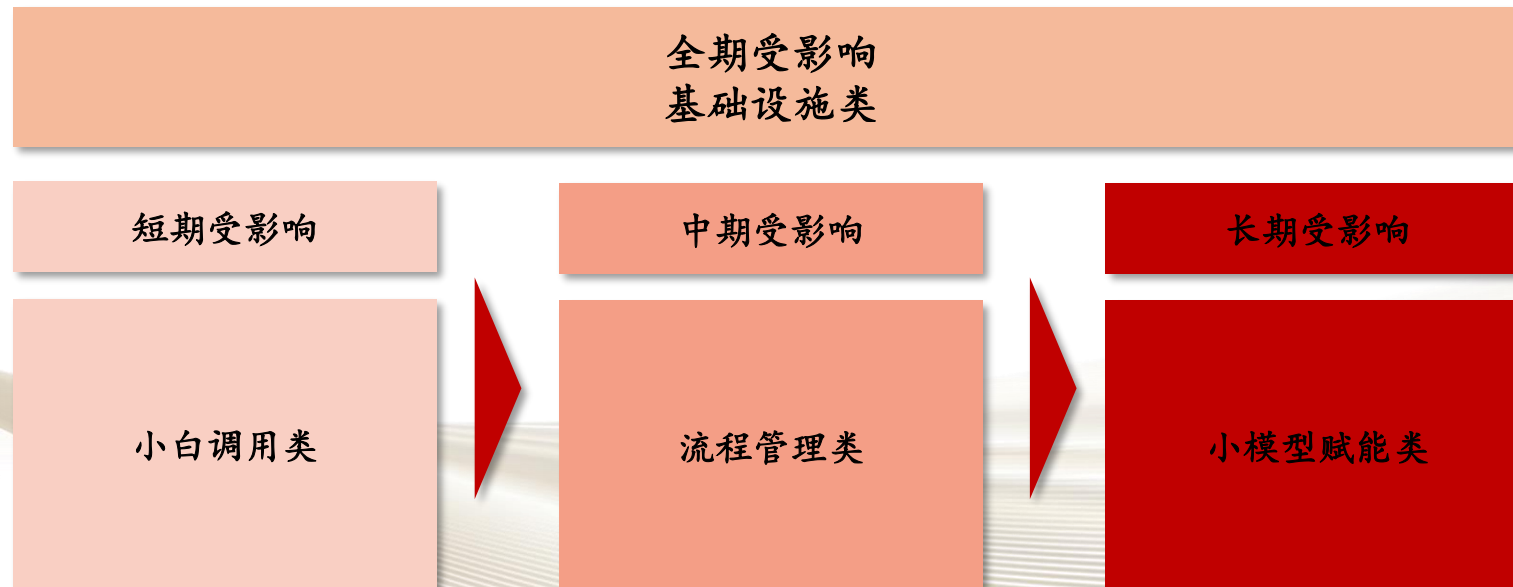 全期受影响
基础设施类
短期受影响
中期受影响
长期受影响
小白调用类
流程管理类
小模型赋能类